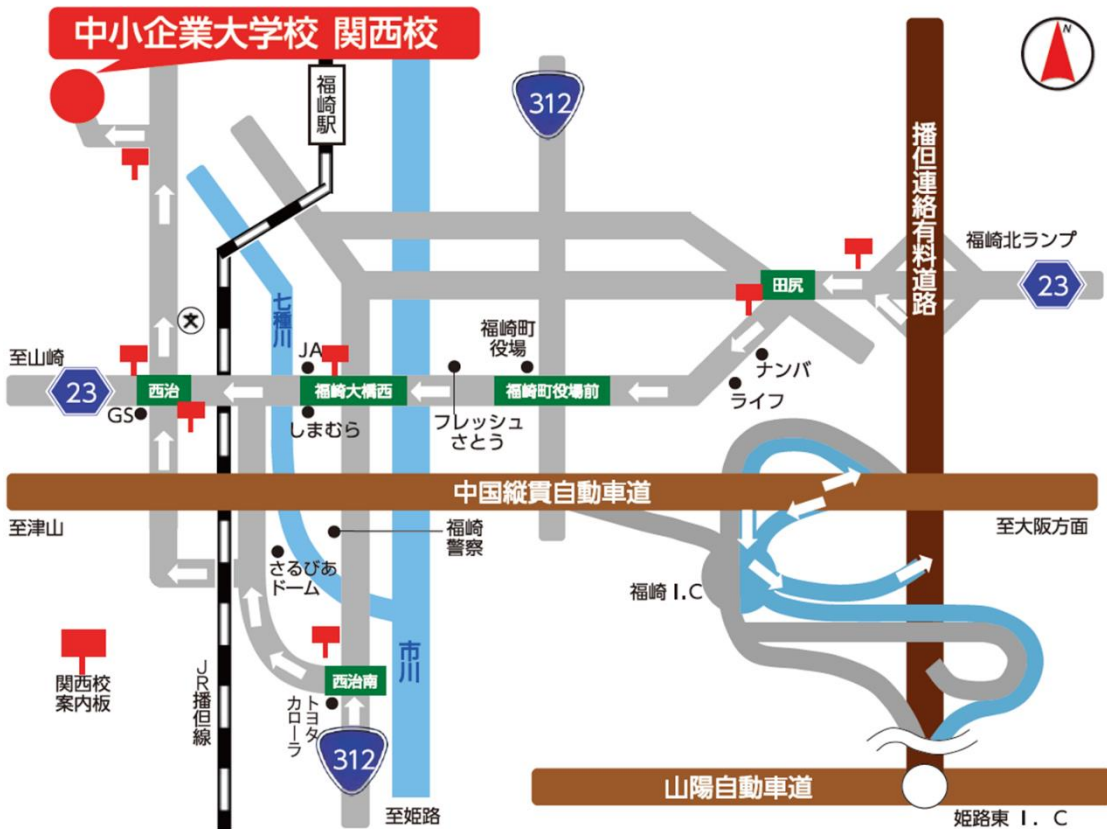 中小企業大学校 関西校
福崎駅
312
N
播但連絡有料道路
福崎北ランプ
23
田尻
七種川
文
JA
福崎町
役場
ナンバ
ライフ
至山崎
23
西治
福崎大橋西
福崎町役場前
GS
しまむら
フレッシュ
さとう
中国縦貫自動車道
至津山
至大阪方面
福崎
警察
さるびあ
ドーム
福崎 I.C
市川
西治南
関西校
案内板
JR播但線
トヨタ
カローラ
312
至姫路
山陽自動車道
姫路東 I. C